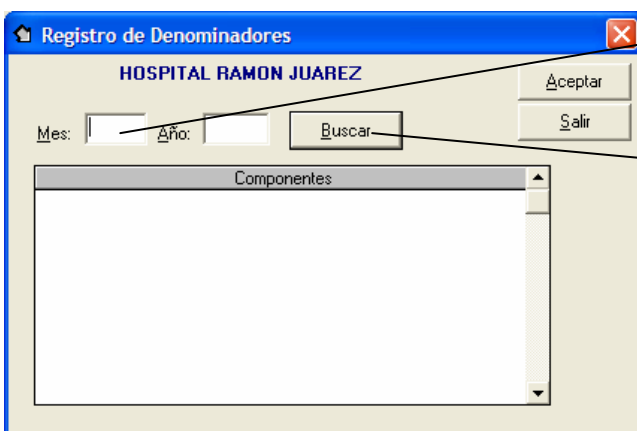 Registro de Denominadores
HOSPITAL RAMON JUAREZ
Aceptar
Mes: Año: Buscar
Salir
Componentes